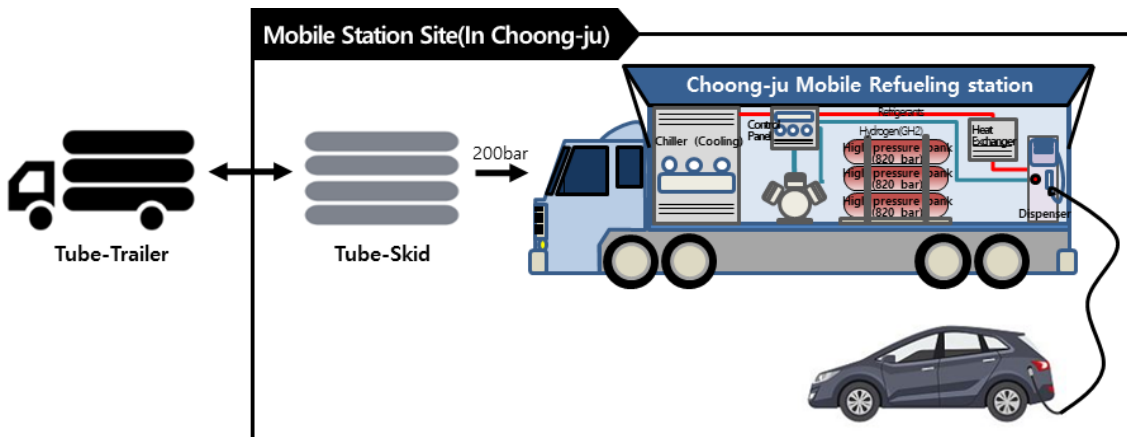 Mobile Station Site(In Choong-ju)
Choong-ju Mobile Refueling station
Refrigerants
Control
Panel
Hydrogen(GH2)
Heat
Exchanger
Chiller (Cooling)
High pressure bank
(820 bar)
High pressure bank
(820 bar)
High pressure bank
(820 bar)
Dispenser
200bar
Tube-Trailer
Tube-Skid